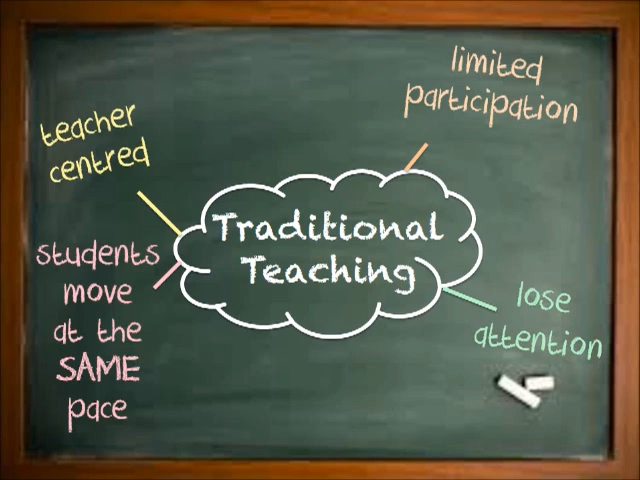 Traditional
Teaching
teacher
centred
limited
participation
students
move
at the
SAME
pace
lose
attention